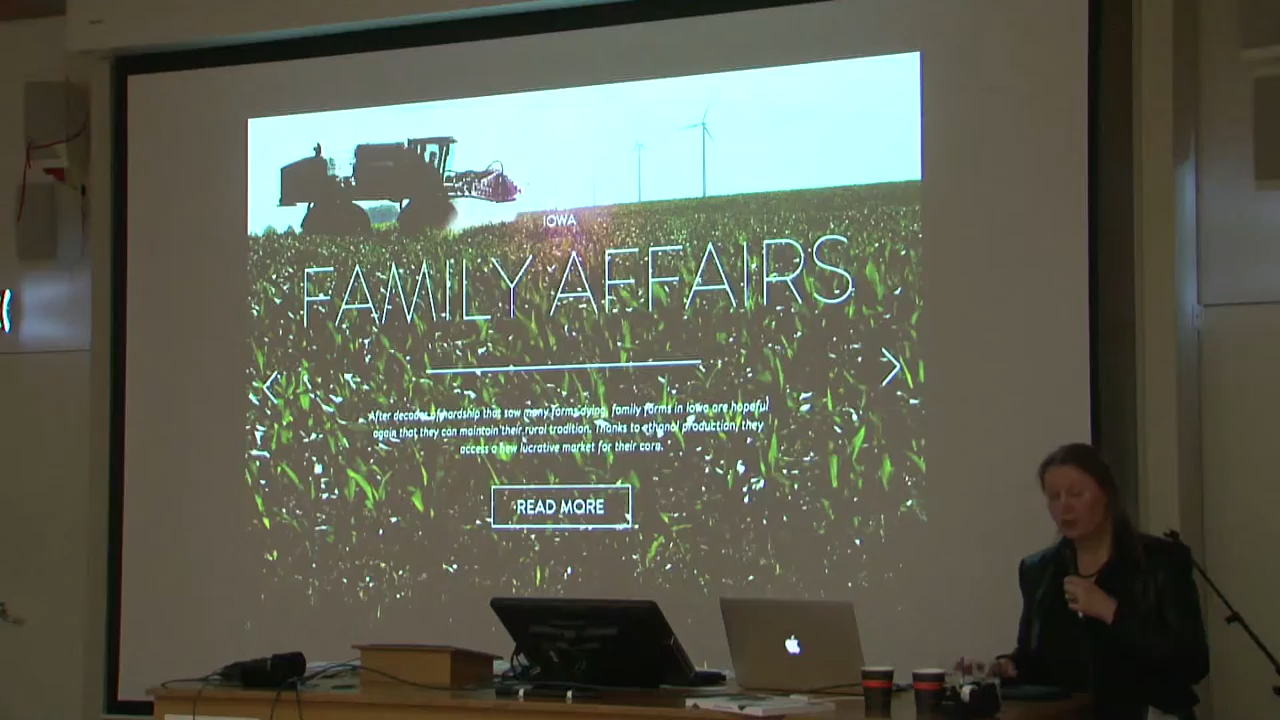 IOWA
FAMILY AFFAIRS
After decades of hardship that saw many farms dying, family farms in Iowa are hopeful
again that they can maintain their rural tradition. Thanks to ethanol production, they
access a new lucrative market for their corn.
READ MORE